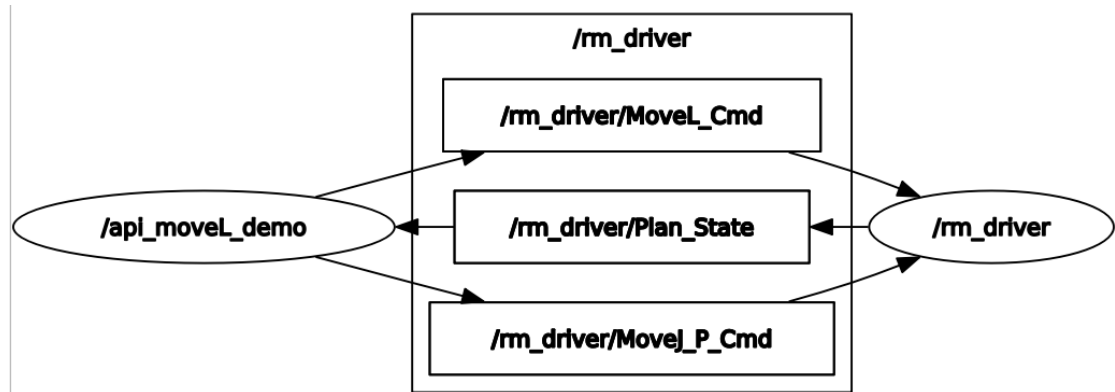 /rm_driver
/rm_driver/MoveL_Cmd
/api_moveL_demo
/rm_driver/Plan_State
/rm_driver
/rm_driver/MoveJ_P_Cmd